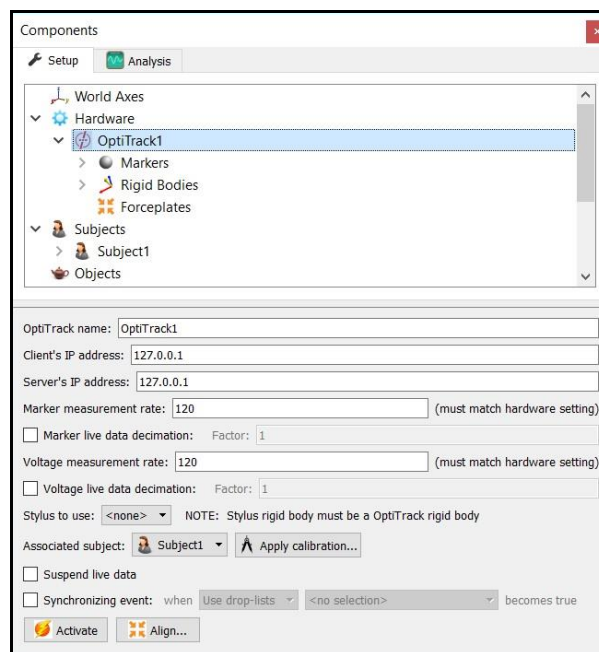 Components
Setup Analysis
World Axes
Hardware
OptiTrack1
Markers
Rigid Bodies
Forceplates
Subjects
Subject1
Objects
OptiTrack name: OptiTrack1
Client's IP address: 127.0.0.1
Server's IP address: 127.0.0.1
Marker measurement rate: 120 (must match hardware setting)
Marker live data decimation: Factor: 1
Voltage measurement rate: 120 (must match hardware setting)
Voltage live data decimation: Factor: 1
Stylus to use: <none> NOTE: Stylus rigid body must be a OptiTrack rigid body
Associated subject: Subject1 Apply calibration...
Suspend live data
Synchronizing event: when Use drop-lists <no selection> becomes true
Activate Align...